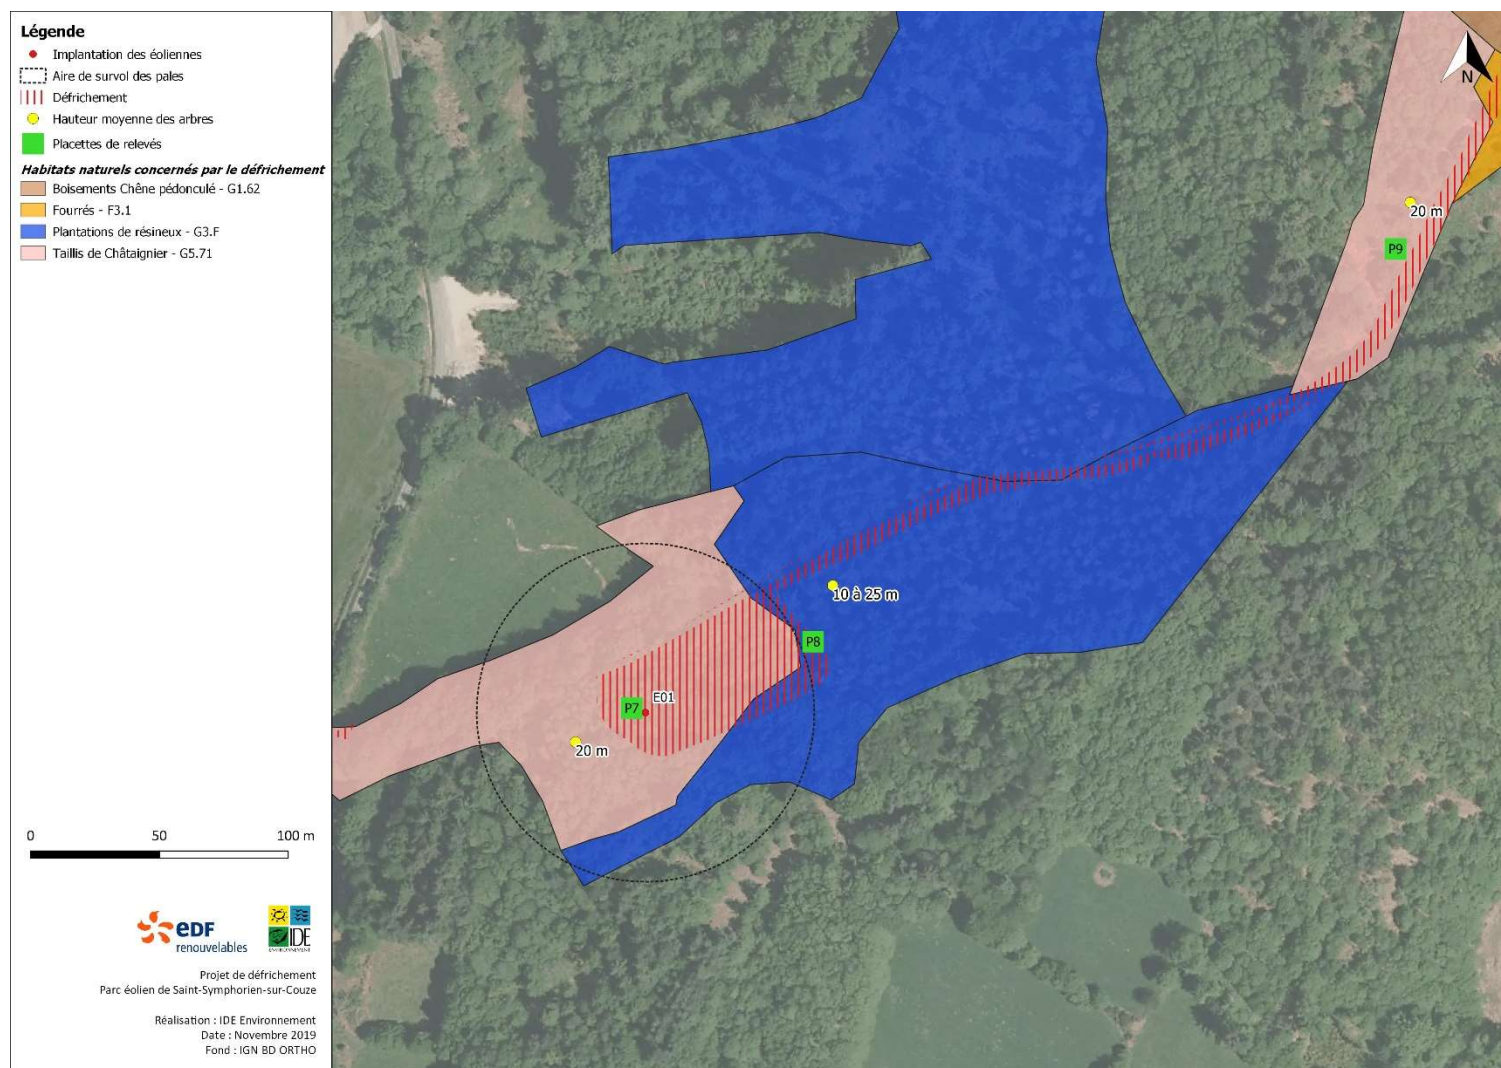 Légende
Implantation des éoliennes
Aire de survol des pales
Défrichement
Hauteur moyenne des arbres
Placettes de relevés
Habitats naturels concernés par le défrichement
Boisements Chêne pédonculé - G1.62
Fourrés - F3.1
Plantations de résineux - G3.F
Taillis de Châtaignier - G5.71
N
20 m
P9
10 à 25 m
P8
E01
P7
20 m
0 50 100 m
eDF
renouvelables
IDE
ENVIRONNEMENT
Projet de défrichement
Parc éolien de Saint-Symphorien-sur-Couze
Réalisation : IDE Environnement
Date : Novembre 2019
Fond : IGN BD ORTHO